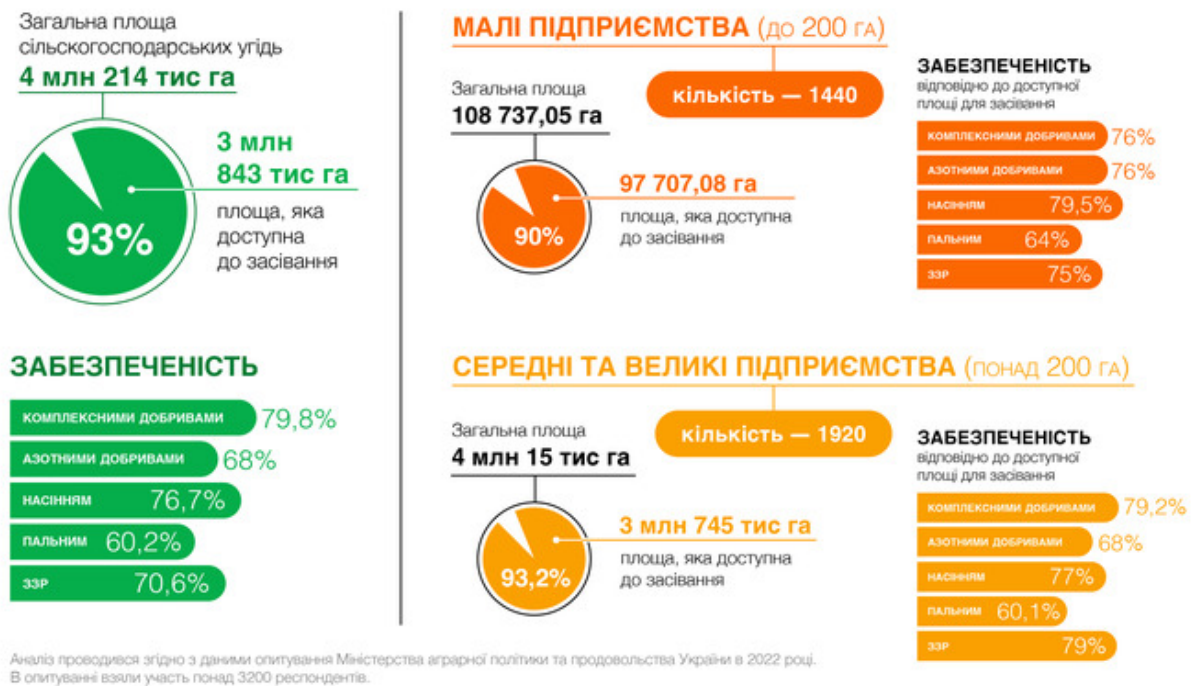 Загальна площа
сільскогосподарських угідь
4 млн 214 тис га
93%
3 млн
843 тис га
площа, яка
доступна
до засівання
ЗАБЕЗПЕЧЕНІСТЬ
КОМПЛЕКСНИМИ ДОБРИВАМИ 79,8%
АЗОТНИМИ ДОБРИВАМИ 68%
НАСІННЯМ 76,7%
ПАЛЬНИМ 60,2%
ЗЗР 70,6%
МАЛІ ПІДПРИЄМСТВА (ДО 200 ГА)
кількість — 1440
Загальна площа
108 737,05 га
90%
97 707,08 га
площа, яка доступна
до засівання
ЗАБЕЗПЕЧЕНІСТЬ
відповідно до доступної
площі для засівання
КОМПЛЕКСНИМИ ДОБРИВАМИ 76%
АЗОТНИМИ ДОБРИВАМИ 76%
НАСІННЯМ 79,5%
ПАЛЬНИМ 64%
ЗЗР 75%
СЕРЕДНІ ТА ВЕЛИКІ ПІДПРИЄМСТВА (ПОНАД 200 ГА)
кількість — 1920
Загальна площа
4 млн 15 тис га
93,2%
3 млн 745 тис га
площа, яка доступна
до засівання
ЗАБЕЗПЕЧЕНІСТЬ
відповідно до доступної
площі для засівання
КОМПЛЕКСНИМИ ДОБРИВАМИ 79,2%
АЗОТНИМИ ДОБРИВАМИ 68%
НАСІННЯМ 77%
ПАЛЬНИМ 60,1%
ЗЗР 79%
Аналіз проводився згідно з даними опитування Міністерства аграрної політики та продовольства України в 2022 році.
В опитуванні взяли участь понад 3200 респондентів.